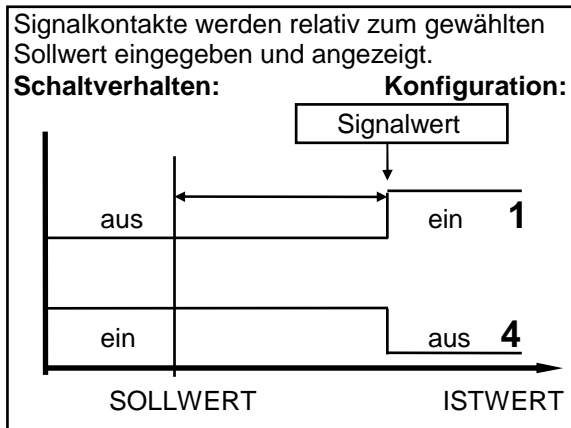 Signalkontakte werden relativ zum gewählten
Sollwert eingegeben und angezeigt.
Schaltverhalten: Konfiguration:
Signalwert
aus ein 1
ein aus 4
SOLLWERT ISTWERT